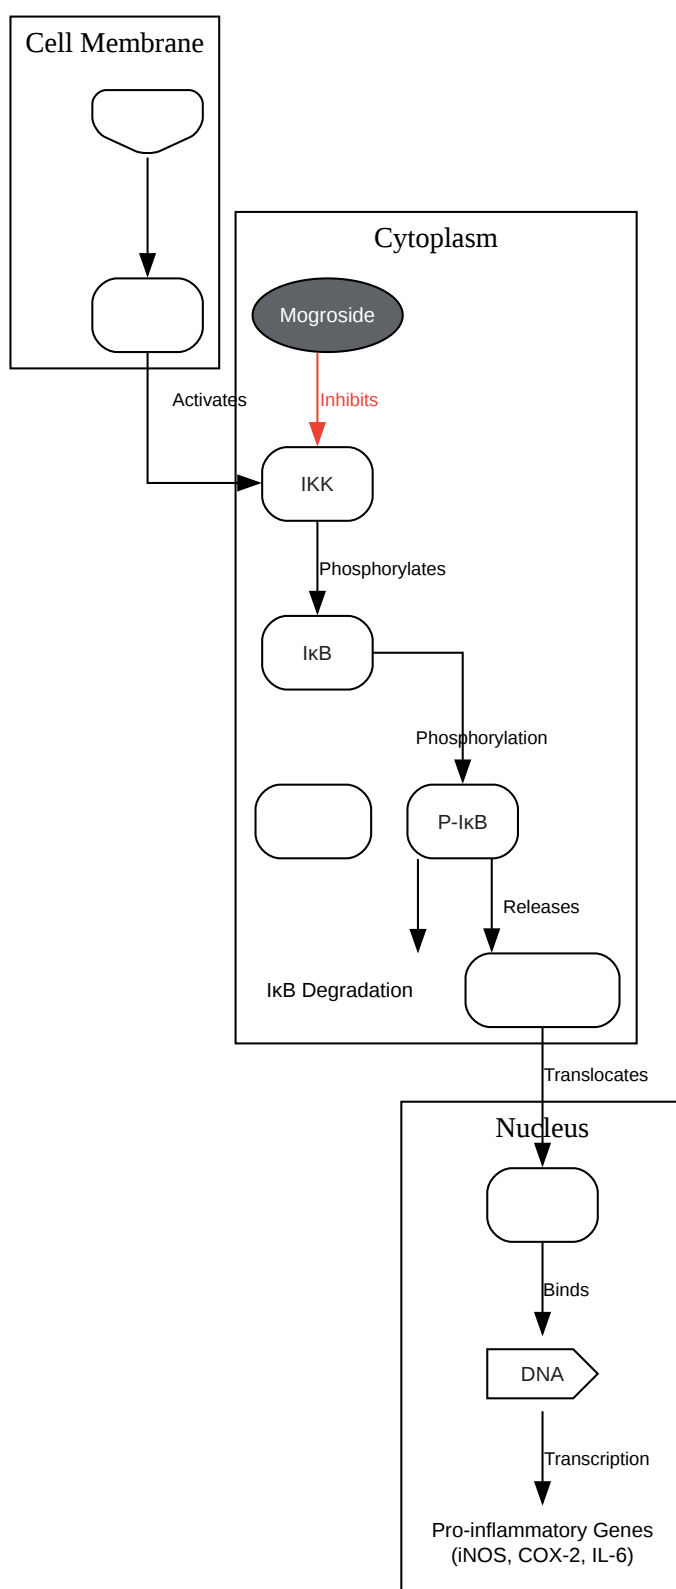 Cell Membrane
Cytoplasm
Mogroside
Activates
Inhibits
IKK
Phosphorylates
IκB
Phosphorylation
P-IκB
Releases
IκB Degradation
Translocates
Nucleus
Binds
DNA
Transcription
Pro-inflammatory Genes
(iNOS, COX-2, IL-6)